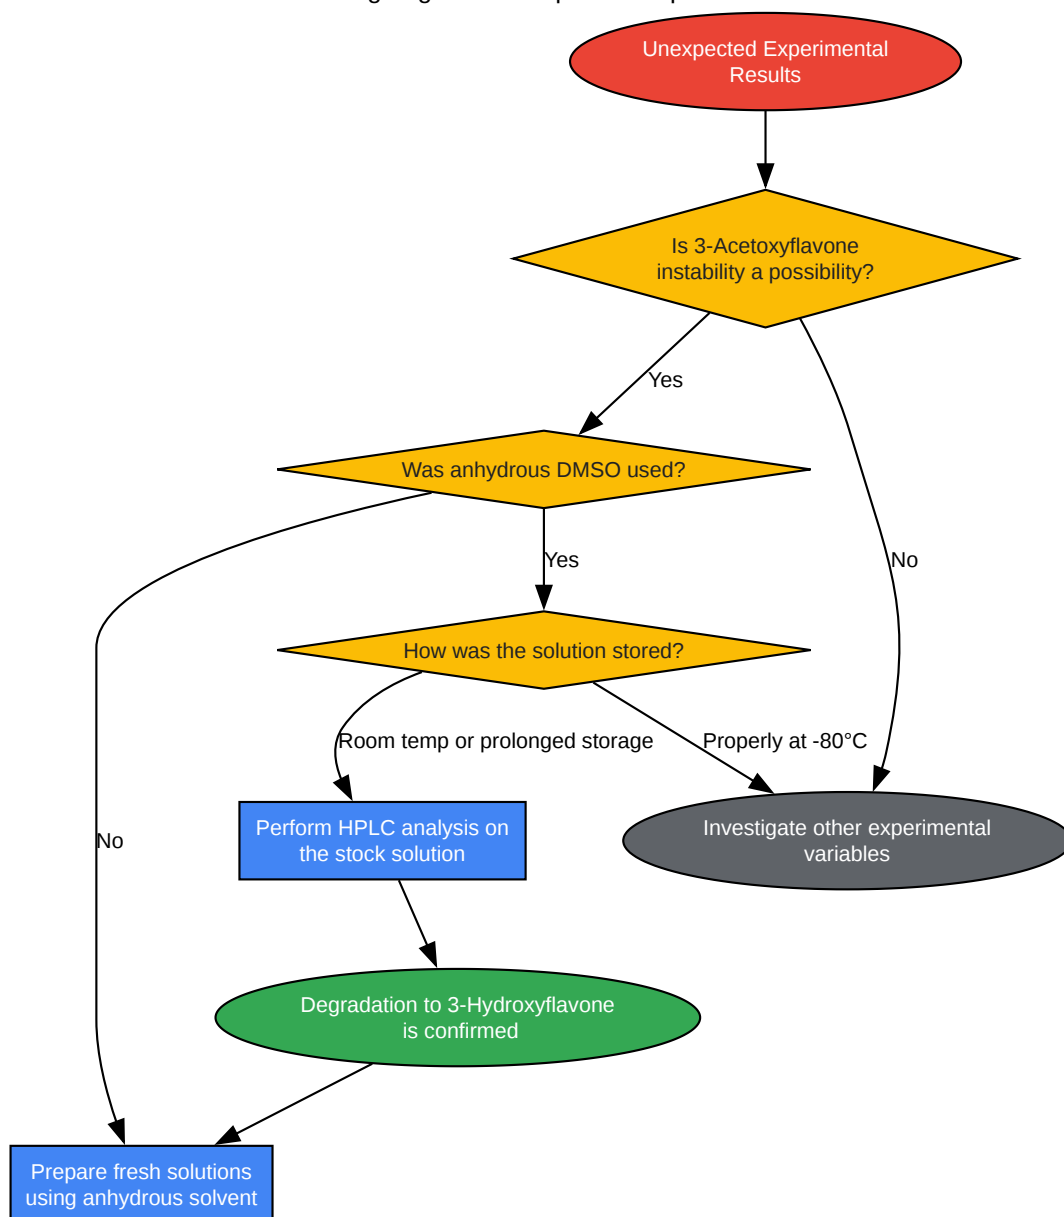 Unexpected Experimental
Results
Is 3-Acetoxyflavone
instability a possibility?
Yes
Was anhydrous DMSO used?
Yes
No
How was the solution stored?
Room temp or prolonged storage
Properly at -80°C
Perform HPLC analysis on
the stock solution
Investigate other experimental
variables
No
Degradation to 3-Hydroxyflavone
is confirmed
Prepare fresh solutions
using anhydrous solvent